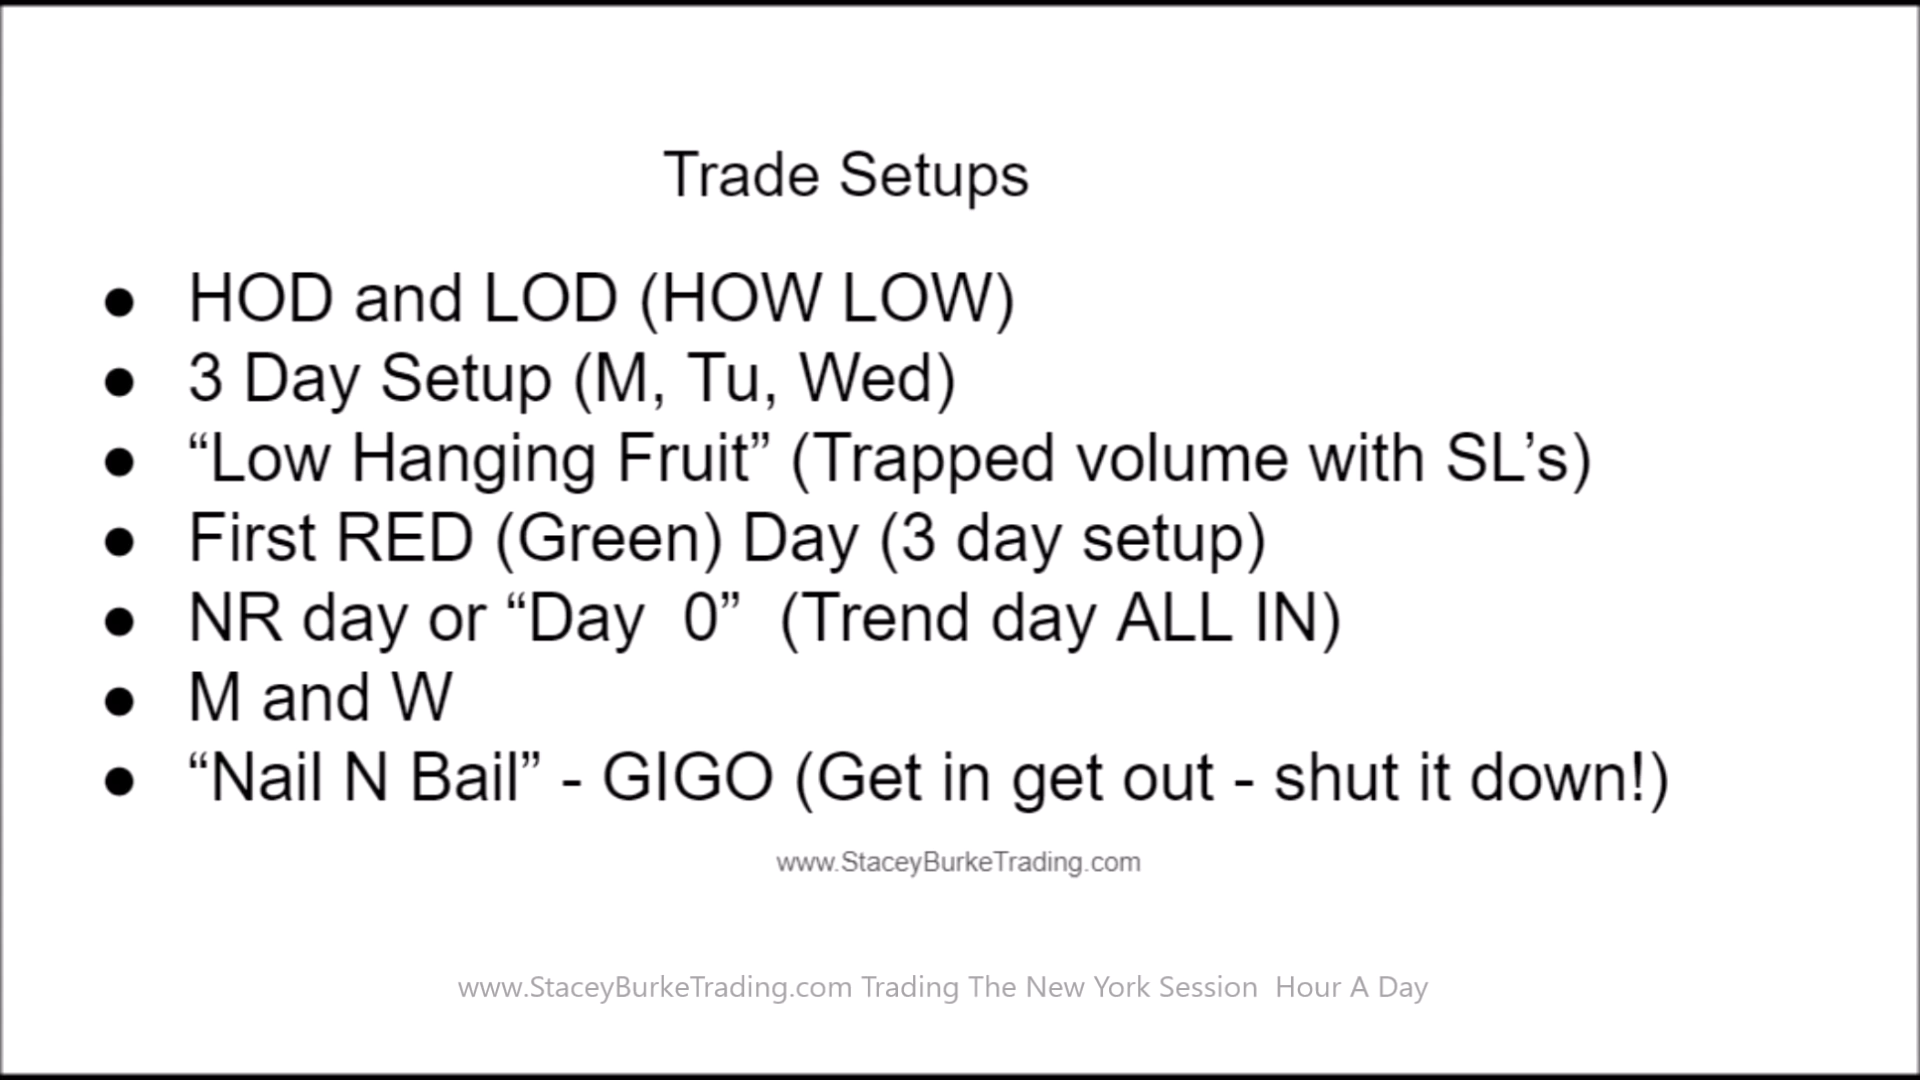 Trade Setups
● HOD and LOD (HOW LOW)
● 3 Day Setup (M, Tu, Wed)
● “Low Hanging Fruit” (Trapped volume with SL’s)
● First RED (Green) Day (3 day setup)
● NR day or “Day  0”  (Trend day ALL IN)
● M and W
● “Nail N Bail” - GIGO (Get in get out - shut it down!)
www.StaceyBurkeTrading.com
www.StaceyBurkeTrading.com Trading The New York Session  Hour A Day